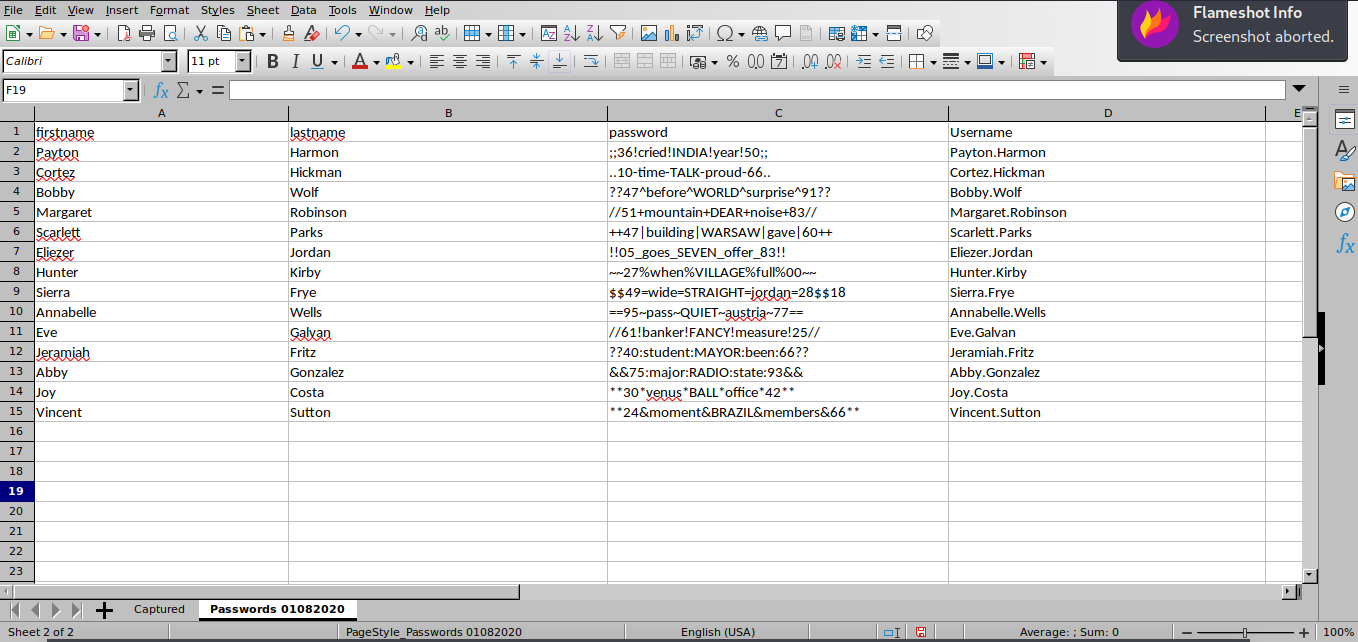 File Edit View Insert Format Styles Sheet Data Tools Window Help
Flameshot Info
Screenshot aborted.
Calibri 11 pt
F19
A B C D E
1 firstname lastname password Username
2 Payton Harmon ;;36!cried!INDIA!year!50;; Payton.Harmon
3 Cortez Hickman ..10-time-TALK-proud-66.. Cortez.Hickman
4 Bobby Wolf ??47^before^WORLD^surprise^91?? Bobby.Wolf
5 Margaret Robinson //51+mountain+DEAR+noise+83// Margaret.Robinson
6 Scarlett Parks ++47|building|WARSAW|gave|60++ Scarlett.Parks
7 Eliezer Jordan !!05_goes_SEVEN_offer_83!! Eliezer.Jordan
8 Hunter Kirby ~~27%when%VILLAGE%full%00~~ Hunter.Kirby
9 Sierra Frye $$49=wide=STRAIGHT=jordan=28$$18 Sierra.Frye
10 Annabelle Wells ==95~pass~QUIET~austria~77== Annabelle.Wells
11 Eve Galvan //61!banker!FANCY!measure!25// Eve.Galvan
12 Jeramiah Fritz ??40:student:MAYOR:been:66?? Jeramiah.Fritz
13 Abby Gonzalez &&75:major:RADIO:state:93&& Abby.Gonzalez
14 Joy Costa **30*venus*BALL*office*42** Joy.Costa
15 Vincent Sutton **24&moment&BRAZIL&members&66** Vincent.Sutton
16
17
18
19
20
21
22
23
Captured Passwords 01082020
Sheet 2 of 2 PageStyle_Passwords 01082020 English (USA) Average: ; Sum: 0 100%